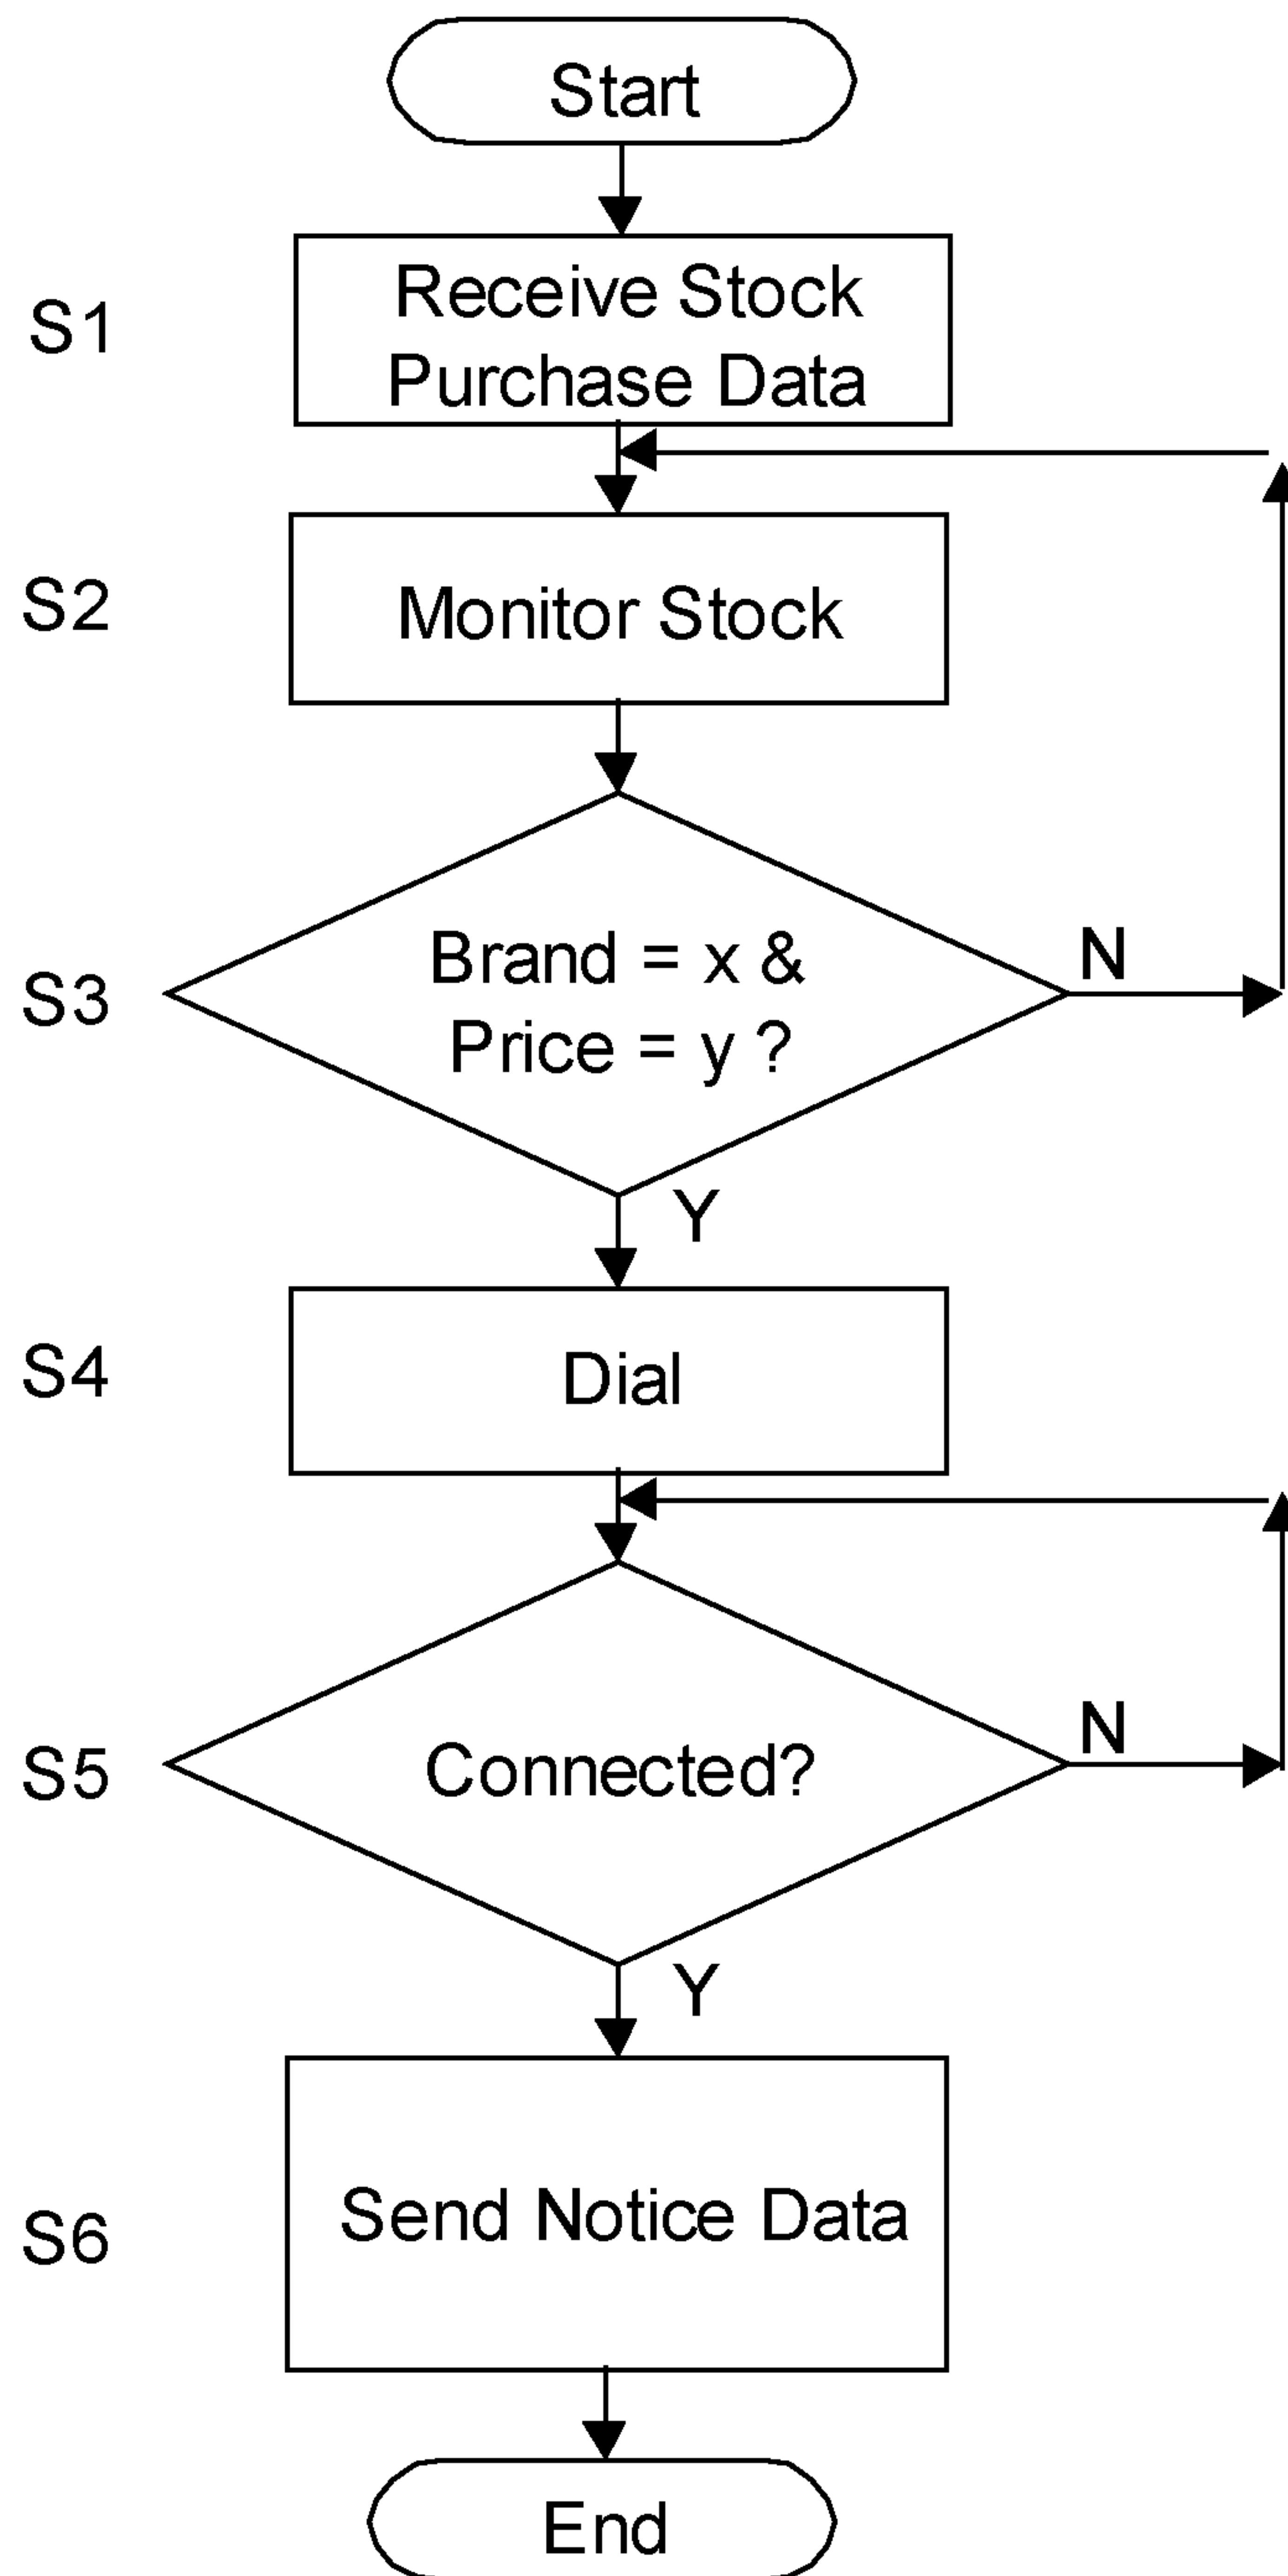 Start
S1
Receive Stock
Purchase Data
S2
Monitor Stock
S3
Brand = x &
Price = y ?
N
Y
S4
Dial
S5
Connected?
N
Y
S6
Send Notice Data
End